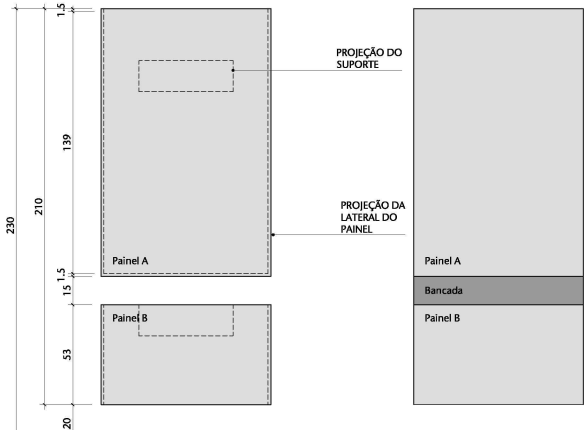 1.5
PROJEÇÃO DO
SUPORTE
139
210
230
PROJEÇÃO DA
LATERAL DO
PAINEL
Painel A
Painel A
1.5
15
Bancada
Painel B
Painel B
53
20